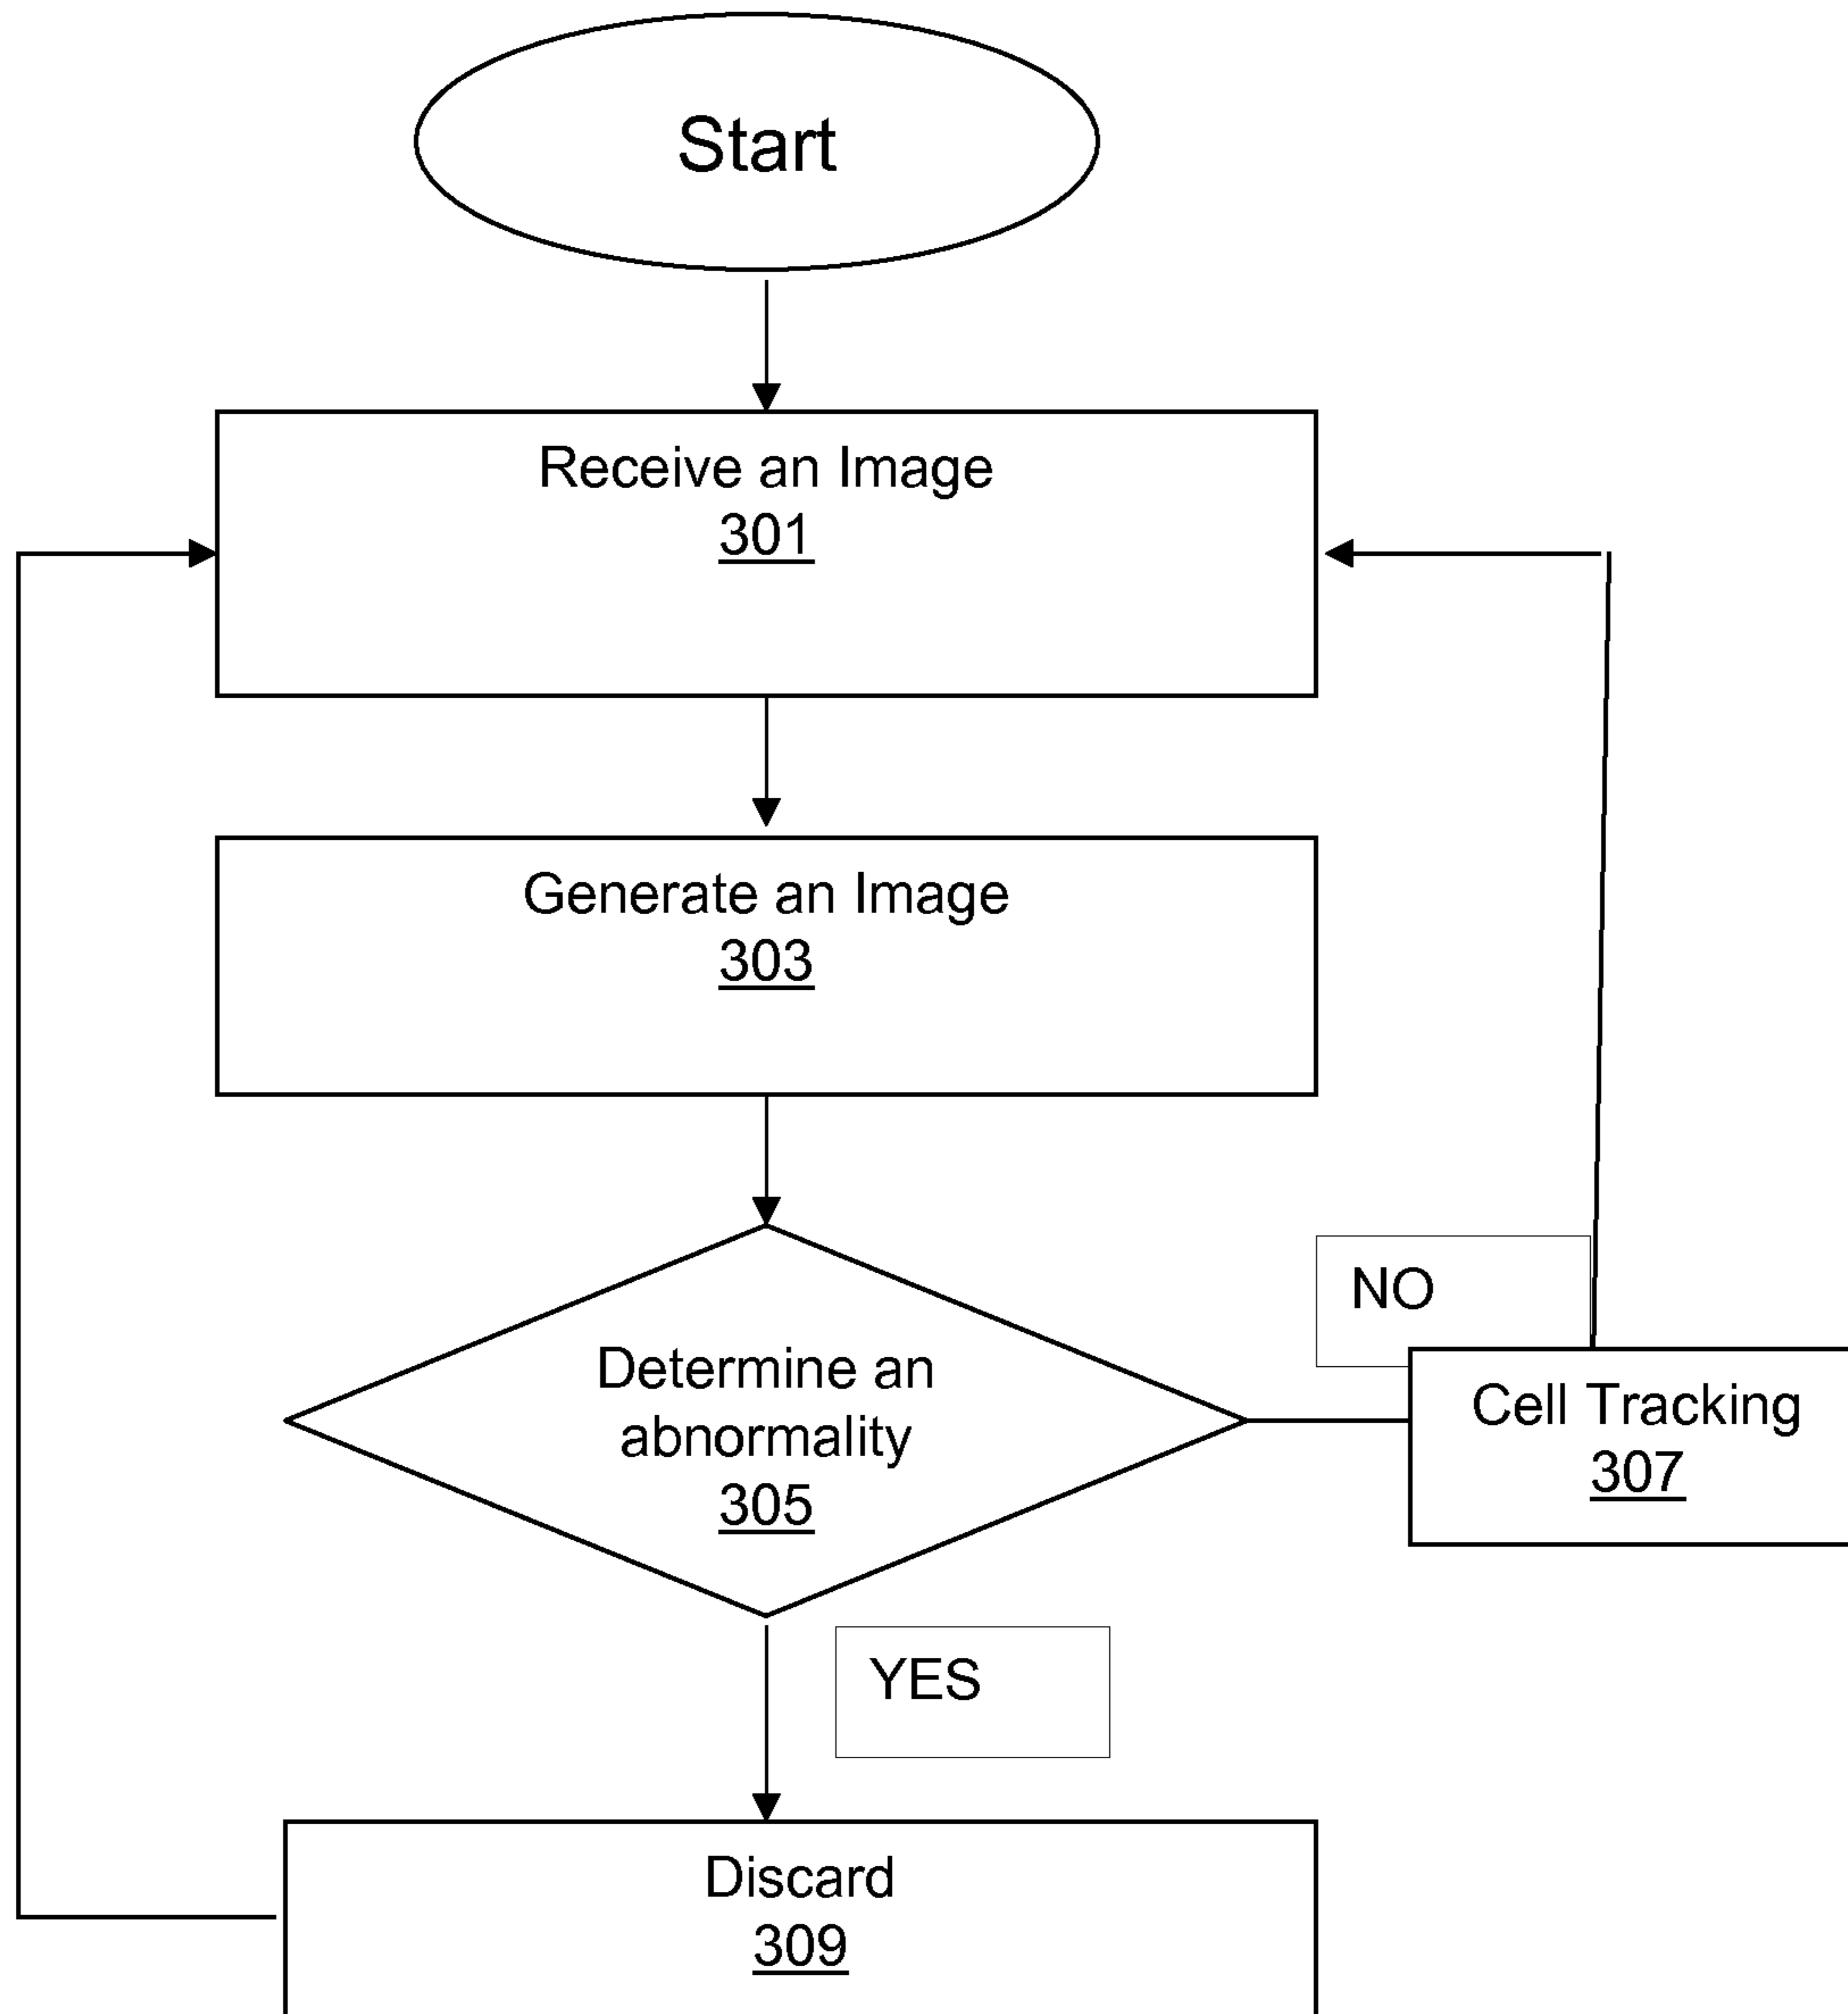 Start
Receive an Image
301
Generate an Image
303
Determine an
abnormality
305
NO
Cell Tracking
307
YES
Discard
309